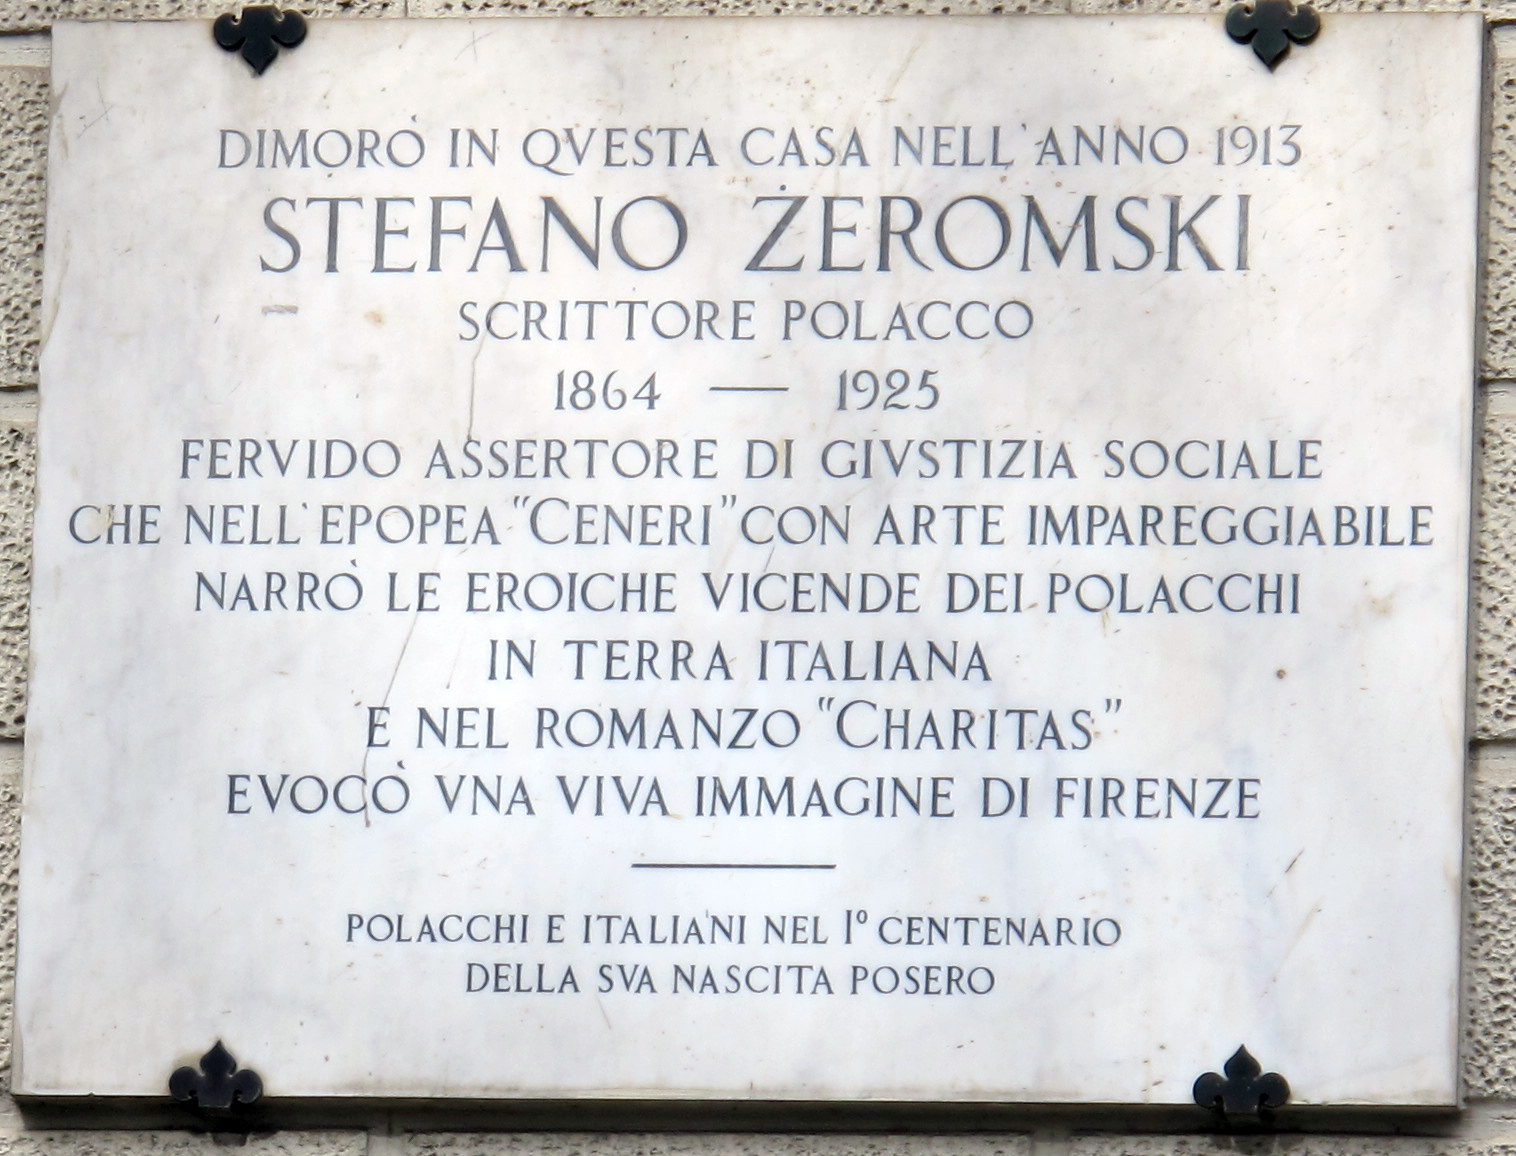 DIMORÒ IN QVESTA CASA NELL'ANNO 1913
STEFANO ŻEROMSKI
SCRITTORE POLACCO
1864 — 1925
FERVIDO ASSERTORE DI GIVSTIZIA SOCIALE
CHE NELL'EPOPEA "CENERI" CON ARTE IMPAREGGIABILE
NARRÒ LE EROICHE VICENDE DEI POLACCHI
IN TERRA ITALIANA
E NEL ROMANZO "CHARITAS"
EVOCÒ VNA VIVA IMMAGINE DI FIRENZE
POLACCHI E ITALIANI NEL Iº CENTENARIO
DELLA SVA NASCITA POSERO